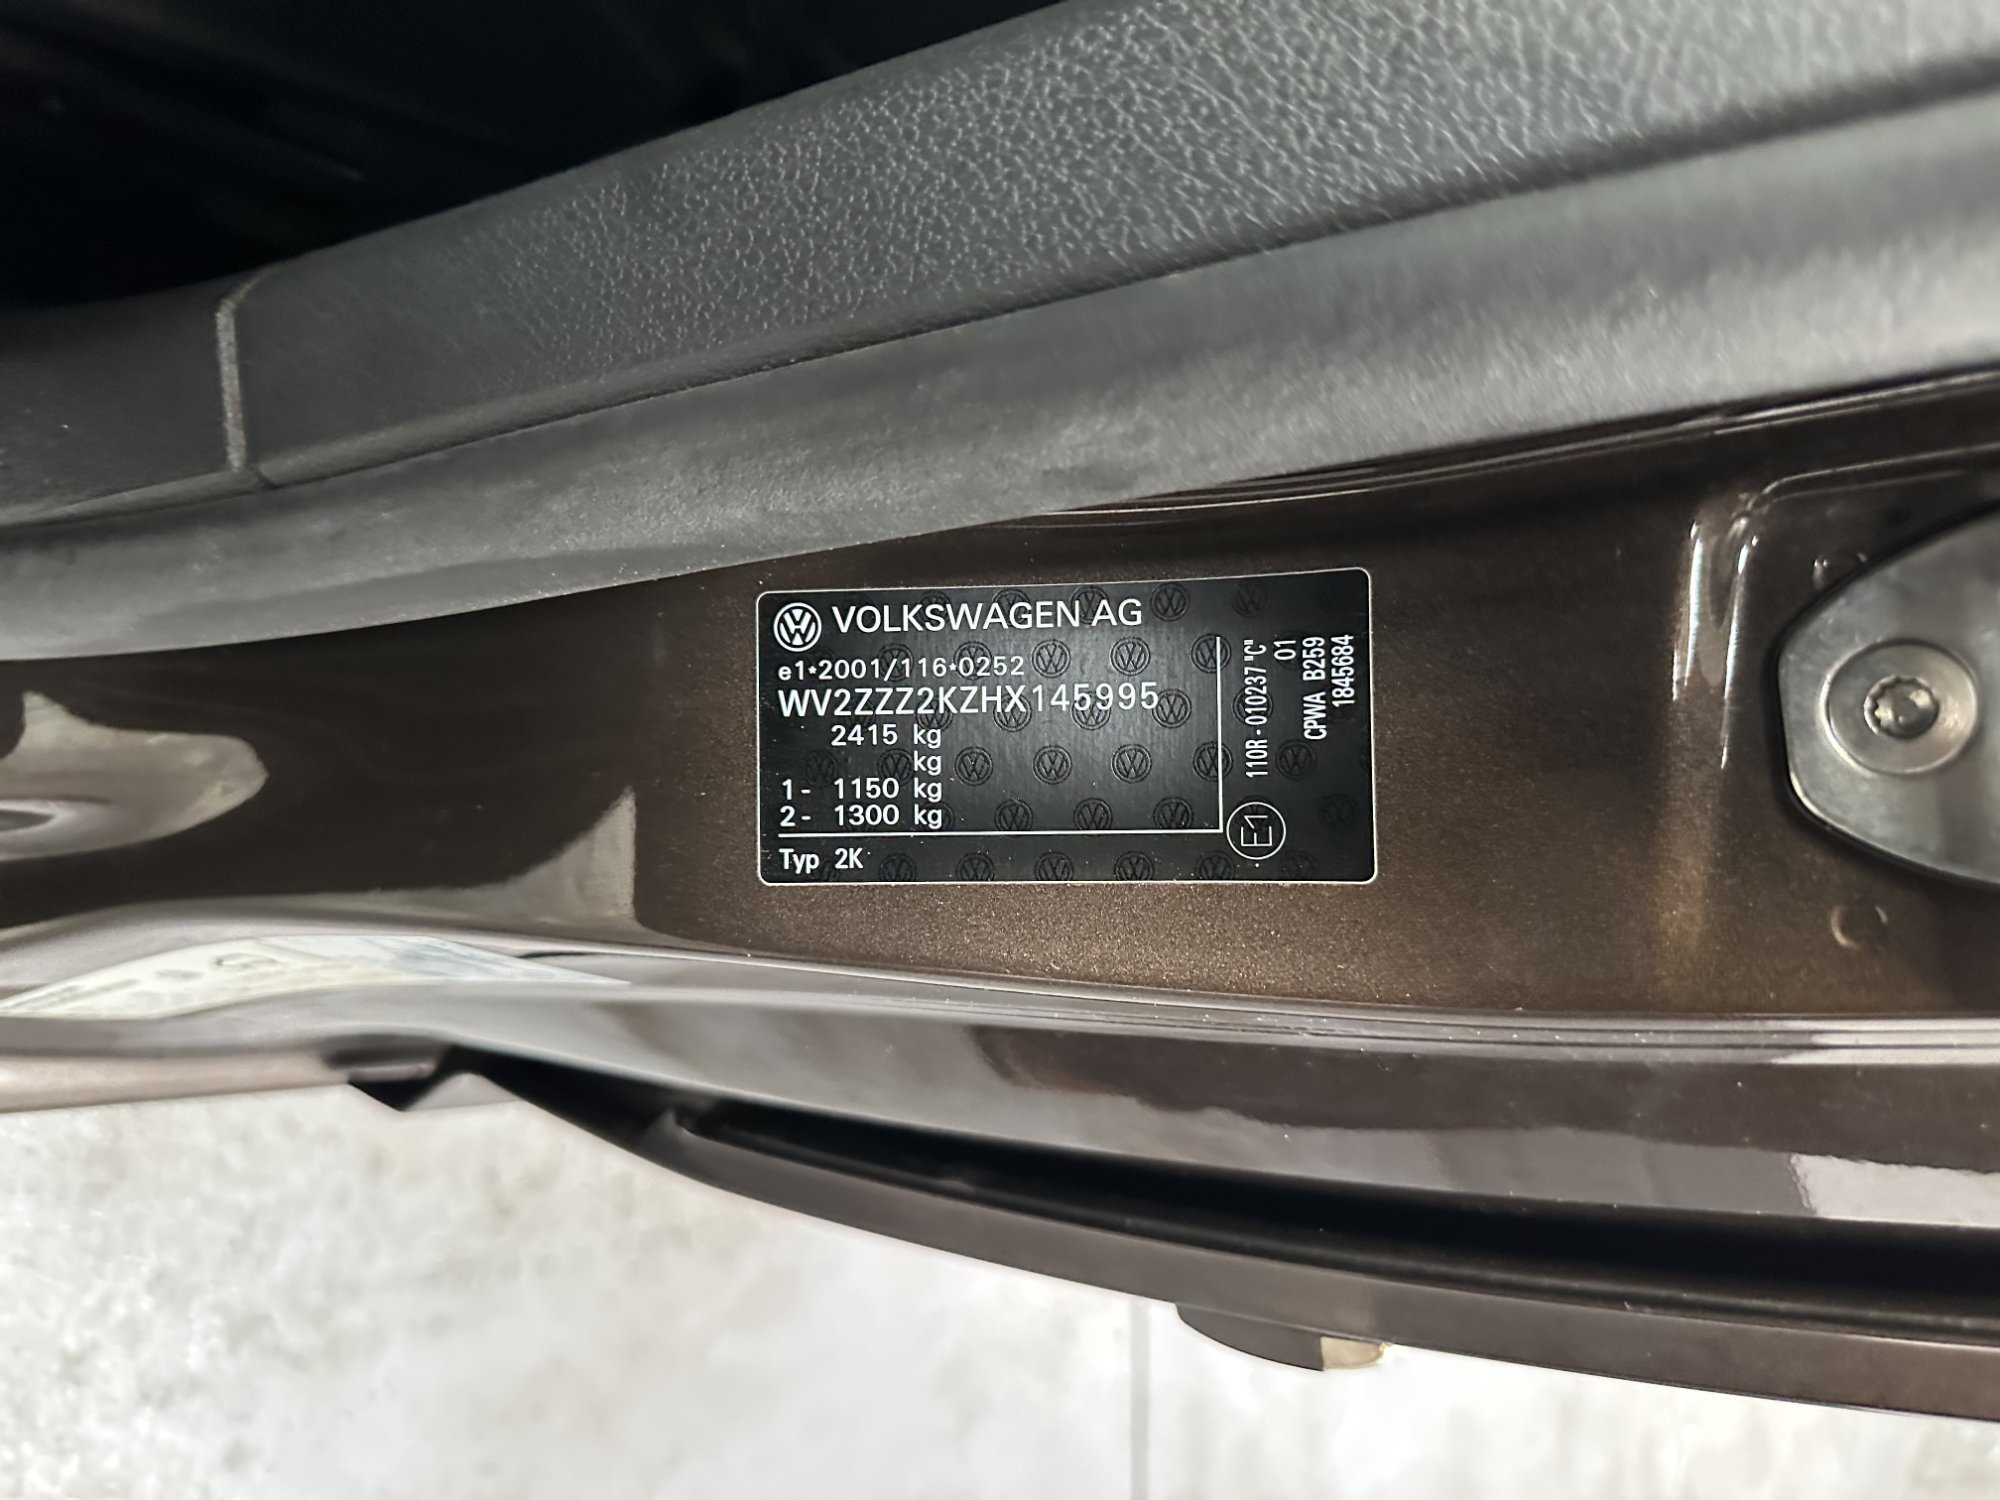 VOLKSWAGEN AG
e1*2001/116*0252
WV2ZZZ2KZHX145995
2415 kg
kg
1- 1150 kg
2- 1300 kg
Typ 2K
E1
110R-010237 "C"
01
CPWA B259
1845684